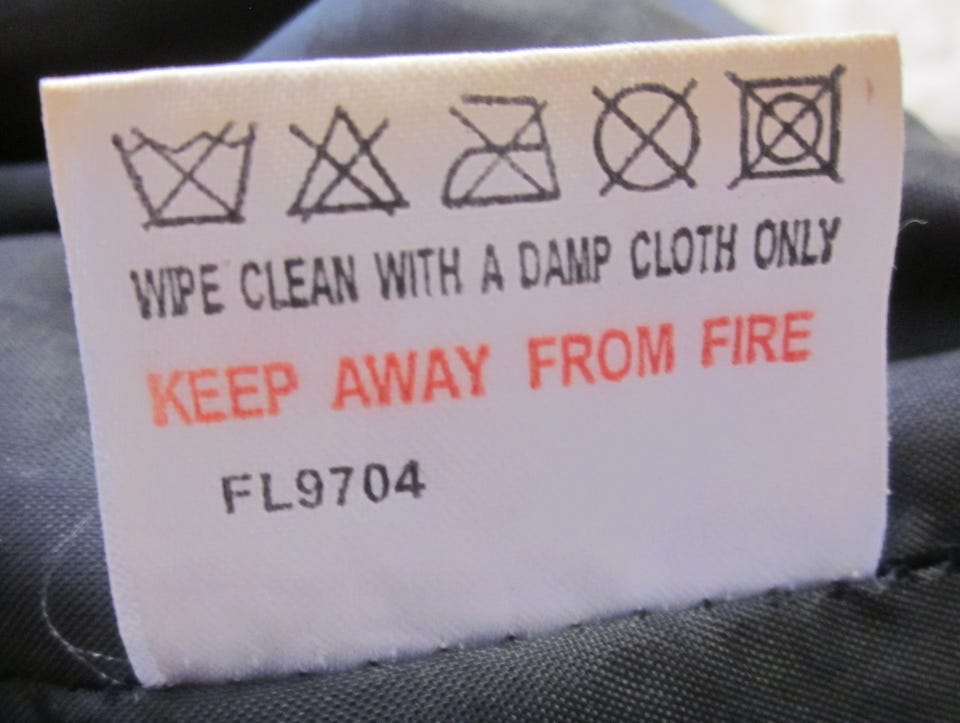 WIPE CLEAN WITH A DAMP CLOTH ONLY
KEEP AWAY FROM FIRE
FL9704